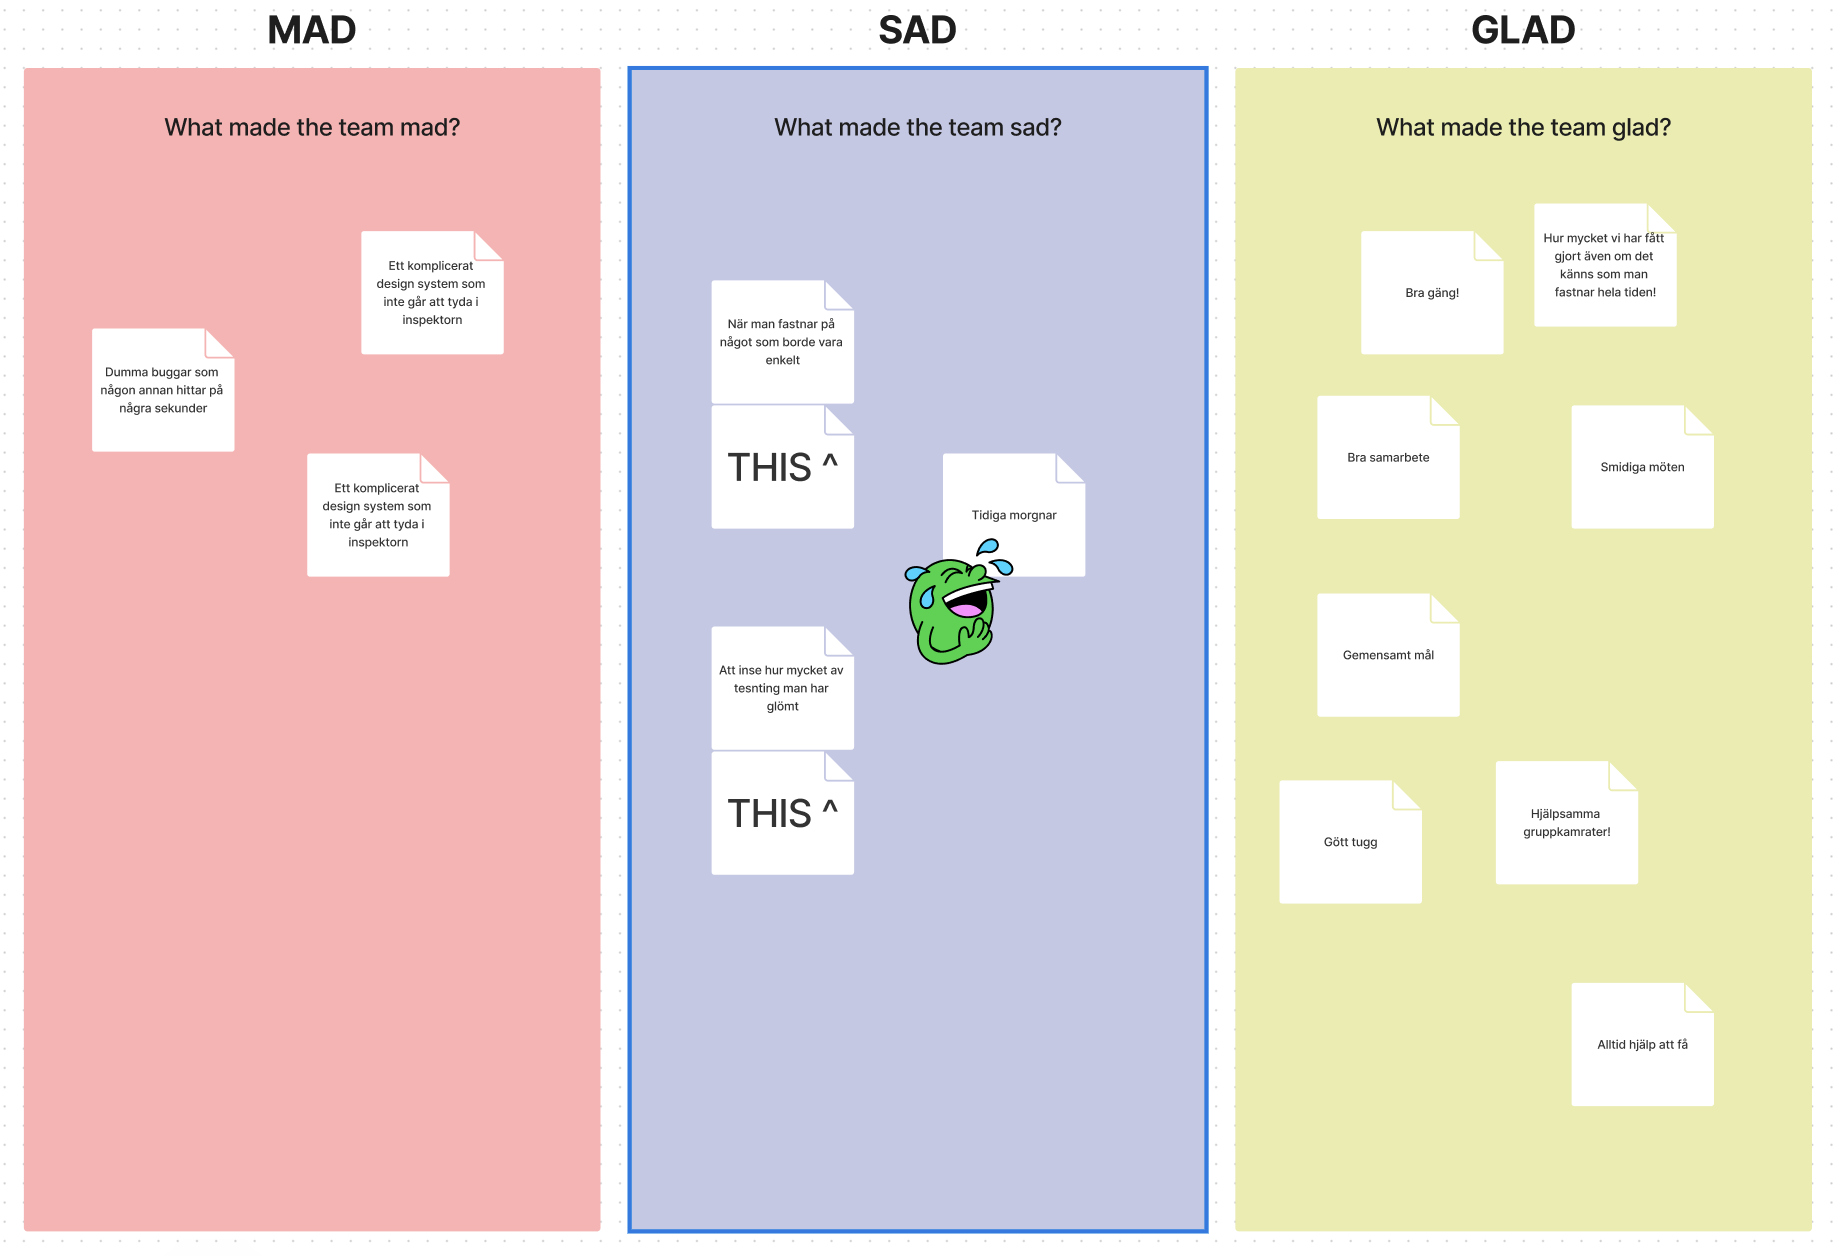 MAD
What made the team mad?
Ett komplicerat
design system som
inte går att tyda i
inspektorn
Dumma buggar som
någon annan hittar på
några sekunder
Ett komplicerat
design system som
inte går att tyda i
inspektorn
SAD
What made the team sad?
När man fastnar på
något som borde vara
enkelt
THIS ^
Tidiga morgnar
Att inse hur mycket av
tesnting man har
glömt
THIS ^
GLAD
What made the team glad?
Bra gäng!
Hur mycket vi har fått
gjort även om det
känns som man
fastnar hela tiden!
Bra samarbete
Smidiga möten
Gemensamt mål
Gött tugg
Hjälpsamma
gruppkamrater!
Alltid hjälp att få